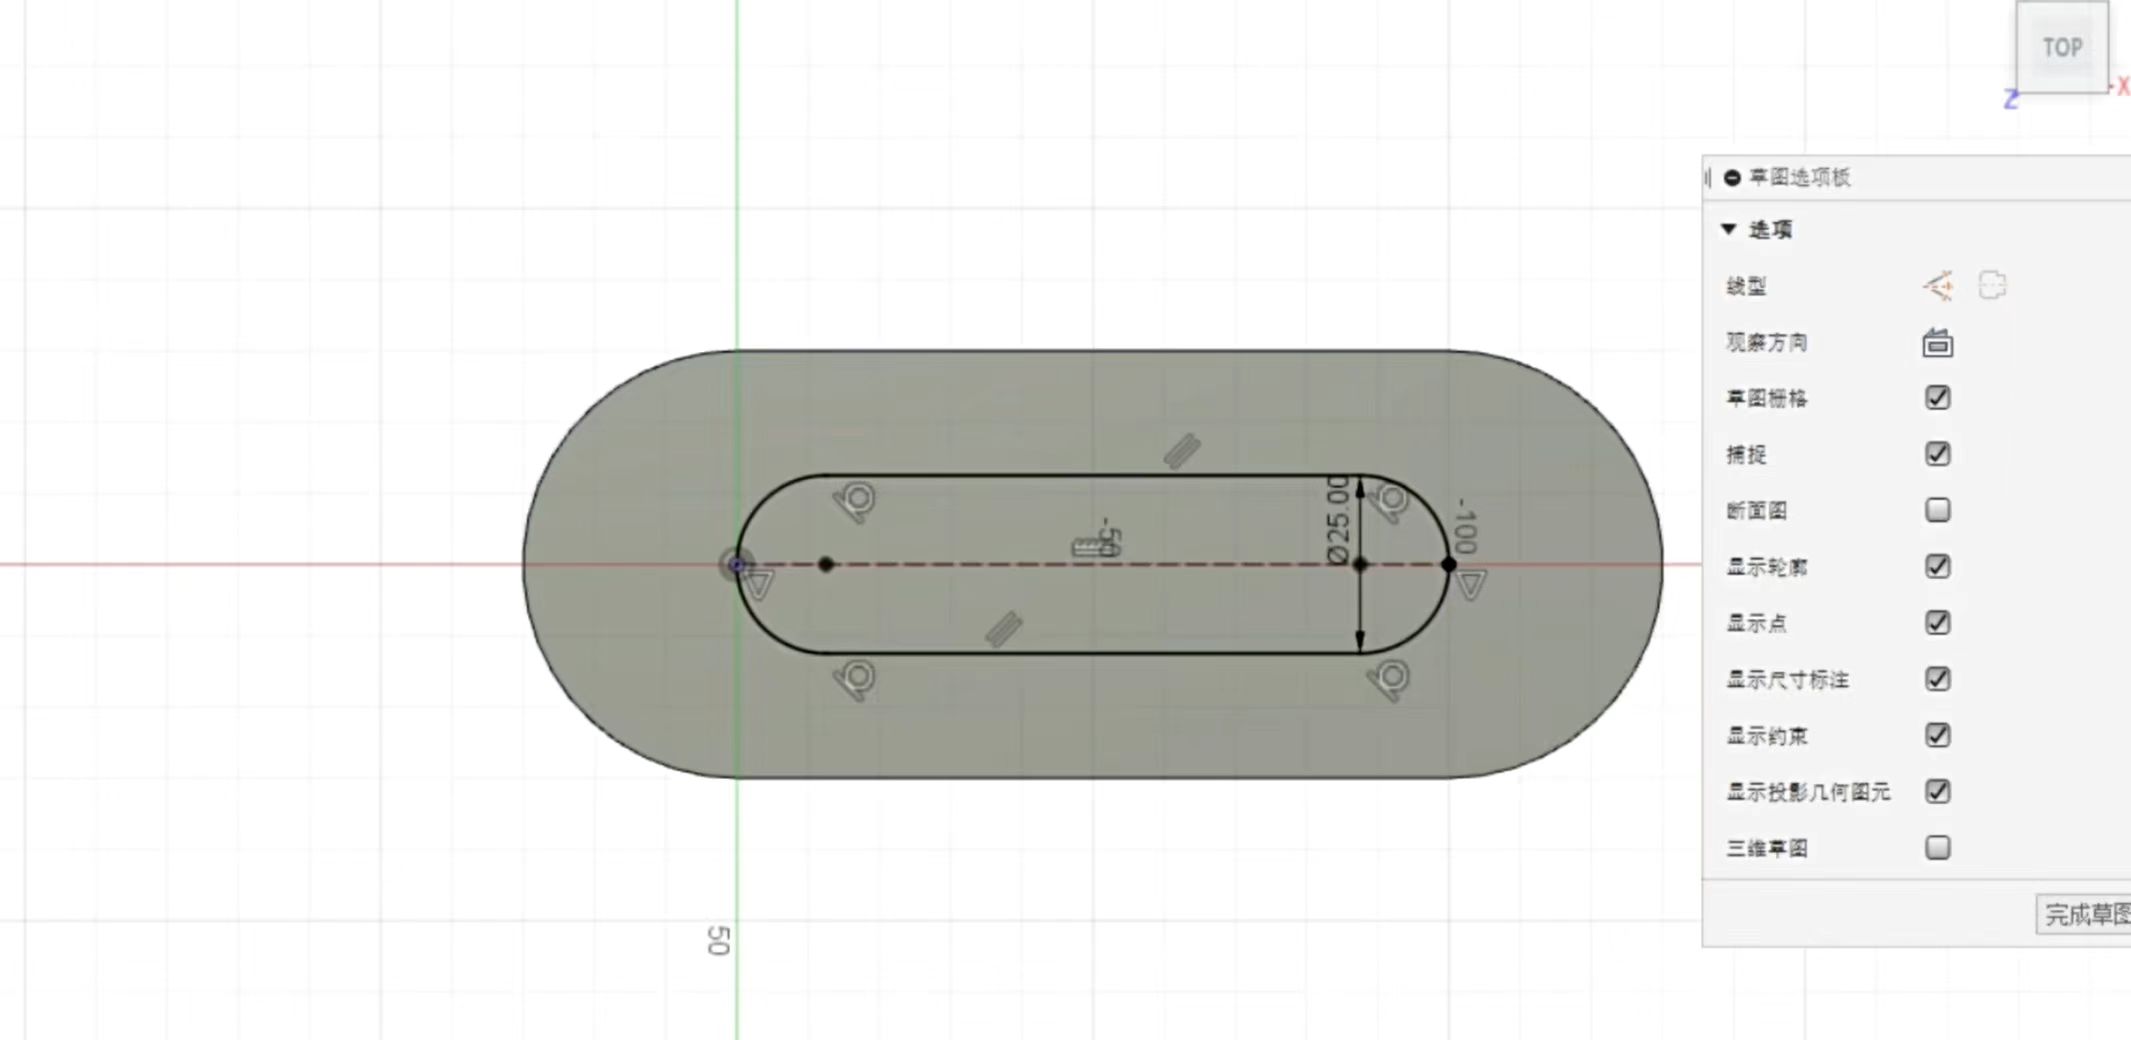 TOP
Z
-X
草图选项板
选项
线型
观察方向
草图栅格
捕捉
断面图
显示轮廓
显示点
显示尺寸标注
显示约束
显示投影几何图元
三维草图
完成草图
Ø25.00
-50
-100
50